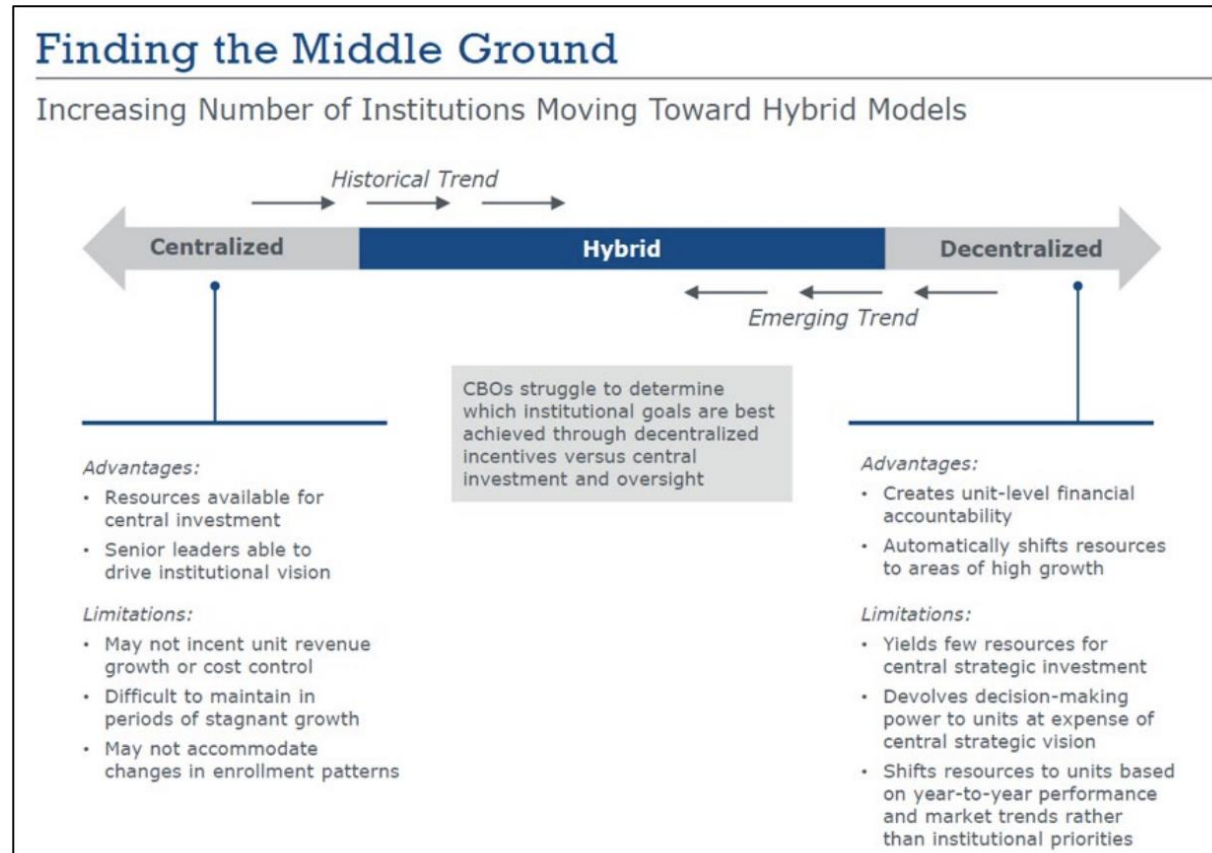 Finding the Middle Ground
Increasing Number of Institutions Moving Toward Hybrid Models
Historical Trend
Centralized
Hybrid
Decentralized
Emerging Trend
CBOs struggle to determine
which institutional goals are best
achieved through decentralized
incentives versus central
investment and oversight
Advantages:
• Resources available for
central investment
• Senior leaders able to
drive institutional vision
Limitations:
• May not incent unit revenue
growth or cost control
• Difficult to maintain in
periods of stagnant growth
• May not accommodate
changes in enrollment patterns
Advantages:
• Creates unit-level financial
accountability
• Automatically shifts resources
to areas of high growth
Limitations:
• Yields few resources for
central strategic investment
• Devolves decision-making
power to units at expense of
central strategic vision
• Shifts resources to units based
on year-to-year performance
and market trends rather
than institutional priorities